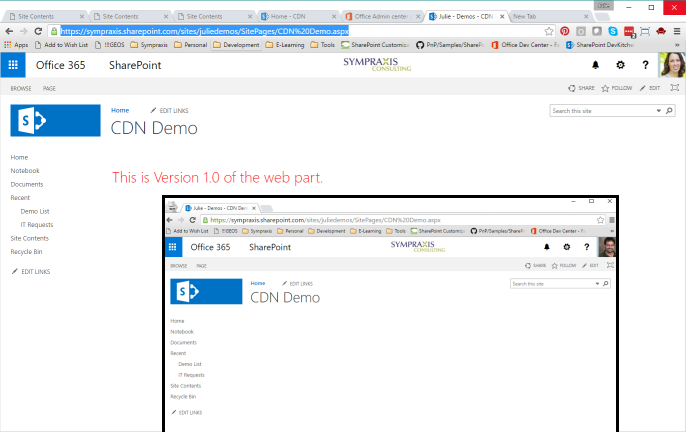 Site Contents
Site Contents
Site Contents
Home - CDN
Office Admin center
Julie - Demos - CDN
New Tab
https://sympraxis.sharepoint.com/sites/juliedemos/SitePages/CDN%20Demo.aspx
Apps Add to Wish List !!!GEOS Sympraxis Personal Development E-Learning Tools SharePoint Customiz PnP/Samples/ShareP Office Dev Center - Fi SharePoint DevKitche
Office 365 SharePoint SYMPRAXIS CONSULTING ?
BROWSE PAGE SHARE FOLLOW EDIT
S Home EDIT LINKS Search this site
CDN Demo
Home
Notebook
Documents
Recent
Demo List
IT Requests
Site Contents
Recycle Bin
EDIT LINKS
This is Version 1.0 of the web part.
Julie - Demos - CDN
https://sympraxis.sharepoint.com/sites/juliedemos/SitePages/CDN%20Demo.aspx
Add to Wish List !!!GEOS Sympraxis Personal Development E-Learning Tools SharePoint Customiz PnP/Samples/ShareP Office Dev Center - Fi
Office 365 SharePoint SYMPRAXIS CONSULTING ?
BROWSE PAGE SHARE FOLLOW EDIT
S Home EDIT LINKS Search this site
CDN Demo
Home
Notebook
Documents
Recent
Demo List
IT Requests
Site Contents
Recycle Bin
EDIT LINKS